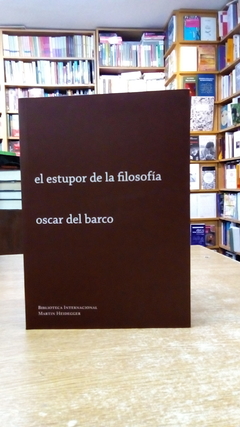 el estupor de la filosofía
oscar del barco
Biblioteca Internacional
Martin Heidegger